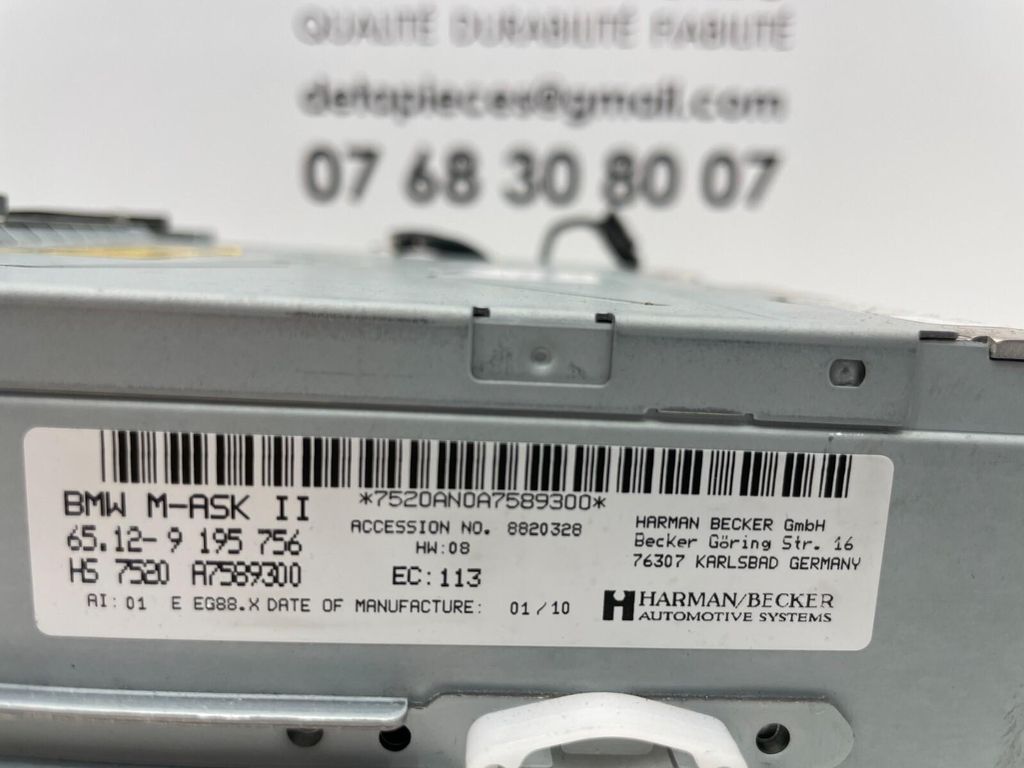 QUALITÉ DURABILITÉ FIABILITÉ
detapieces@gmail.com
07 68 30 80 07
BMW M-ASK II
*7520AN0A7589300*
65.12-9 195 756
ACCESSION NO. 8820328
HW:08
HS 7520 A7589300
EC:113
AI:01 E EG88.X DATE OF MANUFACTURE: 01/10
HARMAN BECKER GmbH
Becker Göring Str. 16
76307 KARLSBAD GERMANY
HARMAN/BECKER
AUTOMOTIVE SYSTEMS